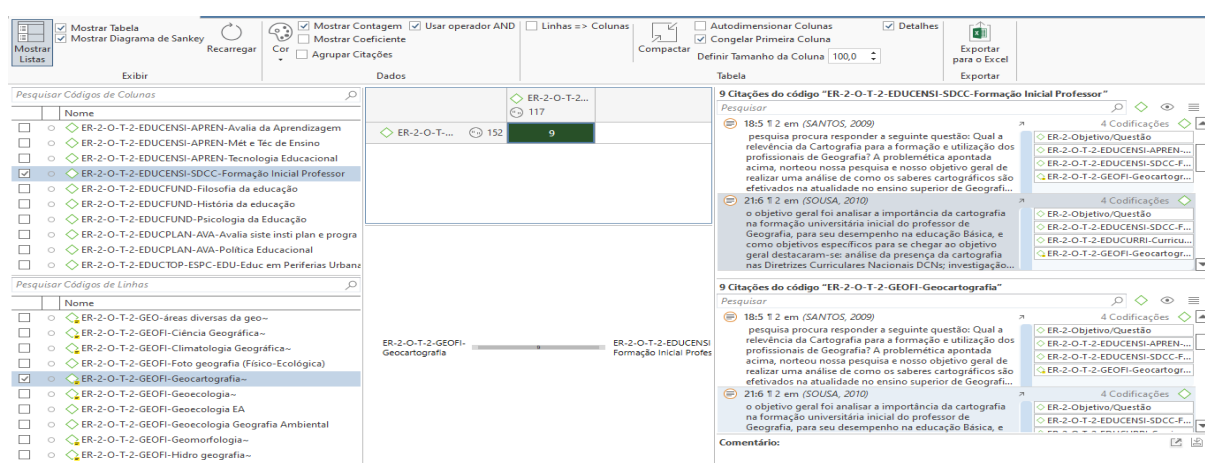 Mostrar Listas
Mostrar Tabela
Mostrar Diagrama de Sankey
Recarregar
Exibir
Cor
Mostrar Contagem
Usar operador AND
Mostrar Coeficiente
Agrupar Citações
Dados
Linhas => Colunas
Compactar
Autodimensionar Colunas
Detalhes
Congelar Primeira Coluna
Definir Tamanho da Coluna 100,0
Tabela
Exportar para o Excel
Exportar
Pesquisar Códigos de Colunas
Nome
ER-2-O-T-2-EDUCENSI-APREN-Avalia da Aprendizagem
ER-2-O-T-2-EDUCENSI-APREN-Mét e Téc de Ensino
ER-2-O-T-2-EDUCENSI-APREN-Tecnologia Educacional
ER-2-O-T-2-EDUCENSI-SDCC-Formação Inicial Professor
ER-2-O-T-2-EDUCFUND-Filosofia da educação
ER-2-O-T-2-EDUCFUND-História da educação
ER-2-O-T-2-EDUCFUND-Psicologia da Educação
ER-2-O-T-2-EDUCPLAN-AVA-Avalia siste insti plan e progra
ER-2-O-T-2-EDUCPLAN-AVA-Política Educacional
ER-2-O-T-2-EDUCTOP-ESPC-EDU-Educ em Periferias Urbana
Pesquisar Códigos de Linhas
Nome
ER-2-O-T-2-GEO-áreas diversas da geo~
ER-2-O-T-2-GEOFI-Ciência Geográfica~
ER-2-O-T-2-GEOFI-Climatologia Geográfica~
ER-2-O-T-2-GEOFI-Foto geografia (Físico-Ecológica)
ER-2-O-T-2-GEOFI-Geocartografia~
ER-2-O-T-2-GEOFI-Geoecologia~
ER-2-O-T-2-GEOFI-Geoecologia EA
ER-2-O-T-2-GEOFI-Geoecologia Geografia Ambiental
ER-2-O-T-2-GEOFI-Geomorfologia~
ER-2-O-T-2-GEOFI-Hidro geografia~
ER-2-O-T-2...
117
ER-2-O-T-... 152 9
ER-2-O-T-2-GEOFI-
Geocartografia
9
ER-2-O-T-2-EDUCENSI
Formação Inicial Profes
9 Citações do código "ER-2-O-T-2-EDUCENSI-SDCC-Formação Inicial Professor"
Pesquisar
18:5 ¶ 2 em (SANTOS, 2009) 4 Codificações
pesquisa procura responder a seguinte questão: Qual a
relevência da Cartografia para a formação e utilização dos
profissionais de Geografia? A problemática apontada
acima, norteou nossa pesquisa e nosso objetivo geral de
realizar uma análise de como os saberes cartográficos são
efetivados na atualidade no ensino superior de Geografi...
ER-2-Objetivo/Questão
ER-2-O-T-2-EDUCENSI-APREN-...
ER-2-O-T-2-EDUCENSI-SDCC-F...
ER-2-O-T-2-GEOFI-Geocartogr...
21:6 ¶ 2 em (SOUSA, 2010) 4 Codificações
o objetivo geral foi analisar a importância da cartografia
na formação universitária inicial do professor de
Geografia, para seu desempenho na educação Básica, e
como objetivos específicos para se chegar ao objetivo
geral destacaram-se: análise da presença da cartografia
nas Diretrizes Curriculares Nacionais DCNs; investigação...
ER-2-Objetivo/Questão
ER-2-O-T-2-EDUCENSI-SDCC-F...
ER-2-O-T-2-EDUCURRI-Curricu...
ER-2-O-T-2-GEOFI-Geocartogr...
9 Citações do código "ER-2-O-T-2-GEOFI-Geocartografia"
Pesquisar
18:5 ¶ 2 em (SANTOS, 2009) 4 Codificações
pesquisa procura responder a seguinte questão: Qual a
relevência da Cartografia para a formação e utilização dos
profissionais de Geografia? A problemática apontada
acima, norteou nossa pesquisa e nosso objetivo geral de
realizar uma análise de como os saberes cartográficos são
efetivados na atualidade no ensino superior de Geografi...
ER-2-Objetivo/Questão
ER-2-O-T-2-EDUCENSI-APREN-...
ER-2-O-T-2-EDUCENSI-SDCC-F...
ER-2-O-T-2-GEOFI-Geocartogr...
21:6 ¶ 2 em (SOUSA, 2010) 4 Codificações
o objetivo geral foi analisar a importância da cartografia
na formação universitária inicial do professor de
Geografia, para seu desempenho na educação Básica, e
ER-2-Objetivo/Questão
ER-2-O-T-2-EDUCENSI-SDCC-F...
Comentário: